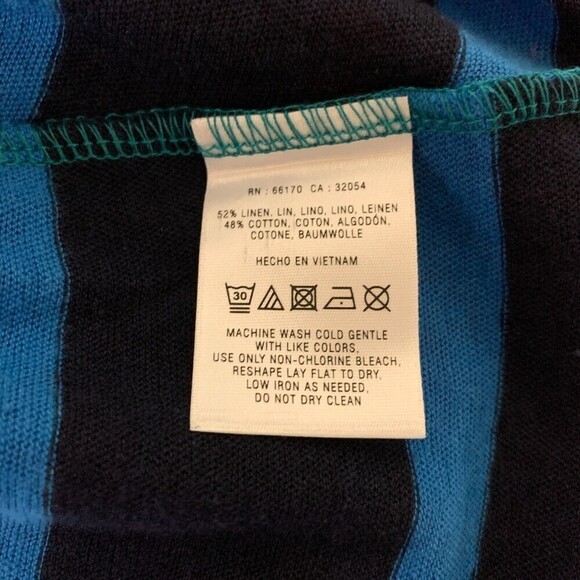 RN : 66170 CA : 32054
52% LINEN, LIN, LINO, LINO, LEINEN
48% COTTON, COTON, ALGODÓN,
COTONE, BAUMWOLLE
HECHO EN VIETNAM
30
MACHINE WASH COLD GENTLE
WITH LIKE COLORS,
USE ONLY NON-CHLORINE BLEACH,
RESHAPE LAY FLAT TO DRY,
LOW IRON AS NEEDED,
DO NOT DRY CLEAN